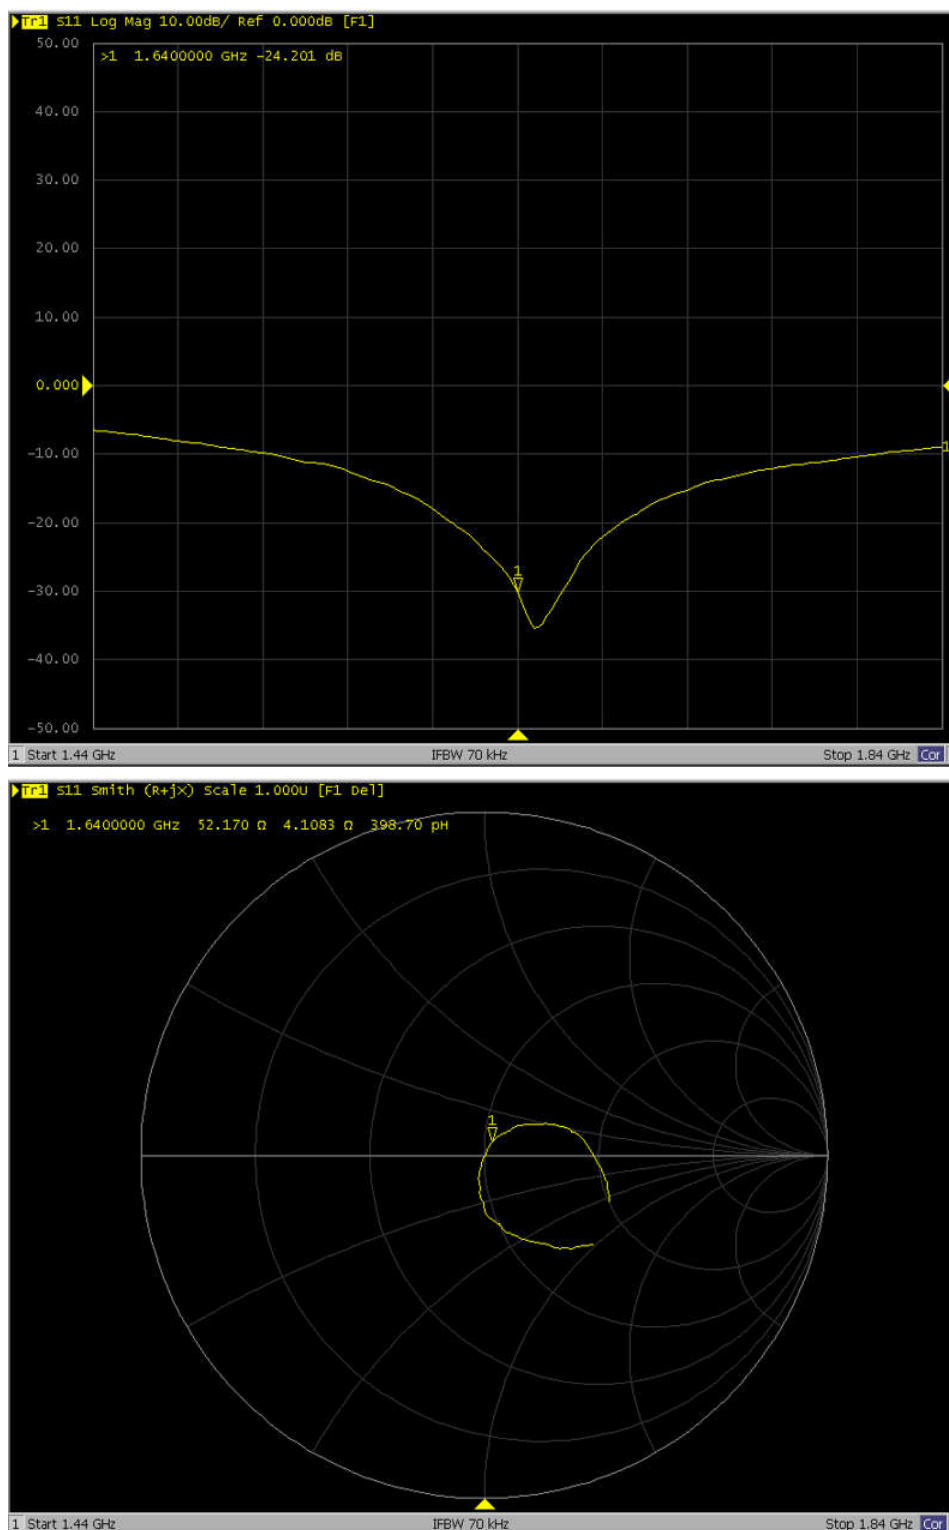 Tr1 S11 Log Mag 10.00dB/ Ref 0.000dB [F1]
50.00
>1 1.6400000 GHz -24.201 dB
40.00
30.00
20.00
10.00
0.000
-10.00
1
-20.00
1
-30.00
-40.00
-50.00
1 Start 1.44 GHz IFBW 70 kHz Stop 1.84 GHz Cor
Tr1 S11 Smith (R+jX) Scale 1.000U [F1 Del]
>1 1.6400000 GHz 52.170 Ω 4.1083 Ω 398.70 pH
1
1 Start 1.44 GHz IFBW 70 kHz Stop 1.84 GHz Cor